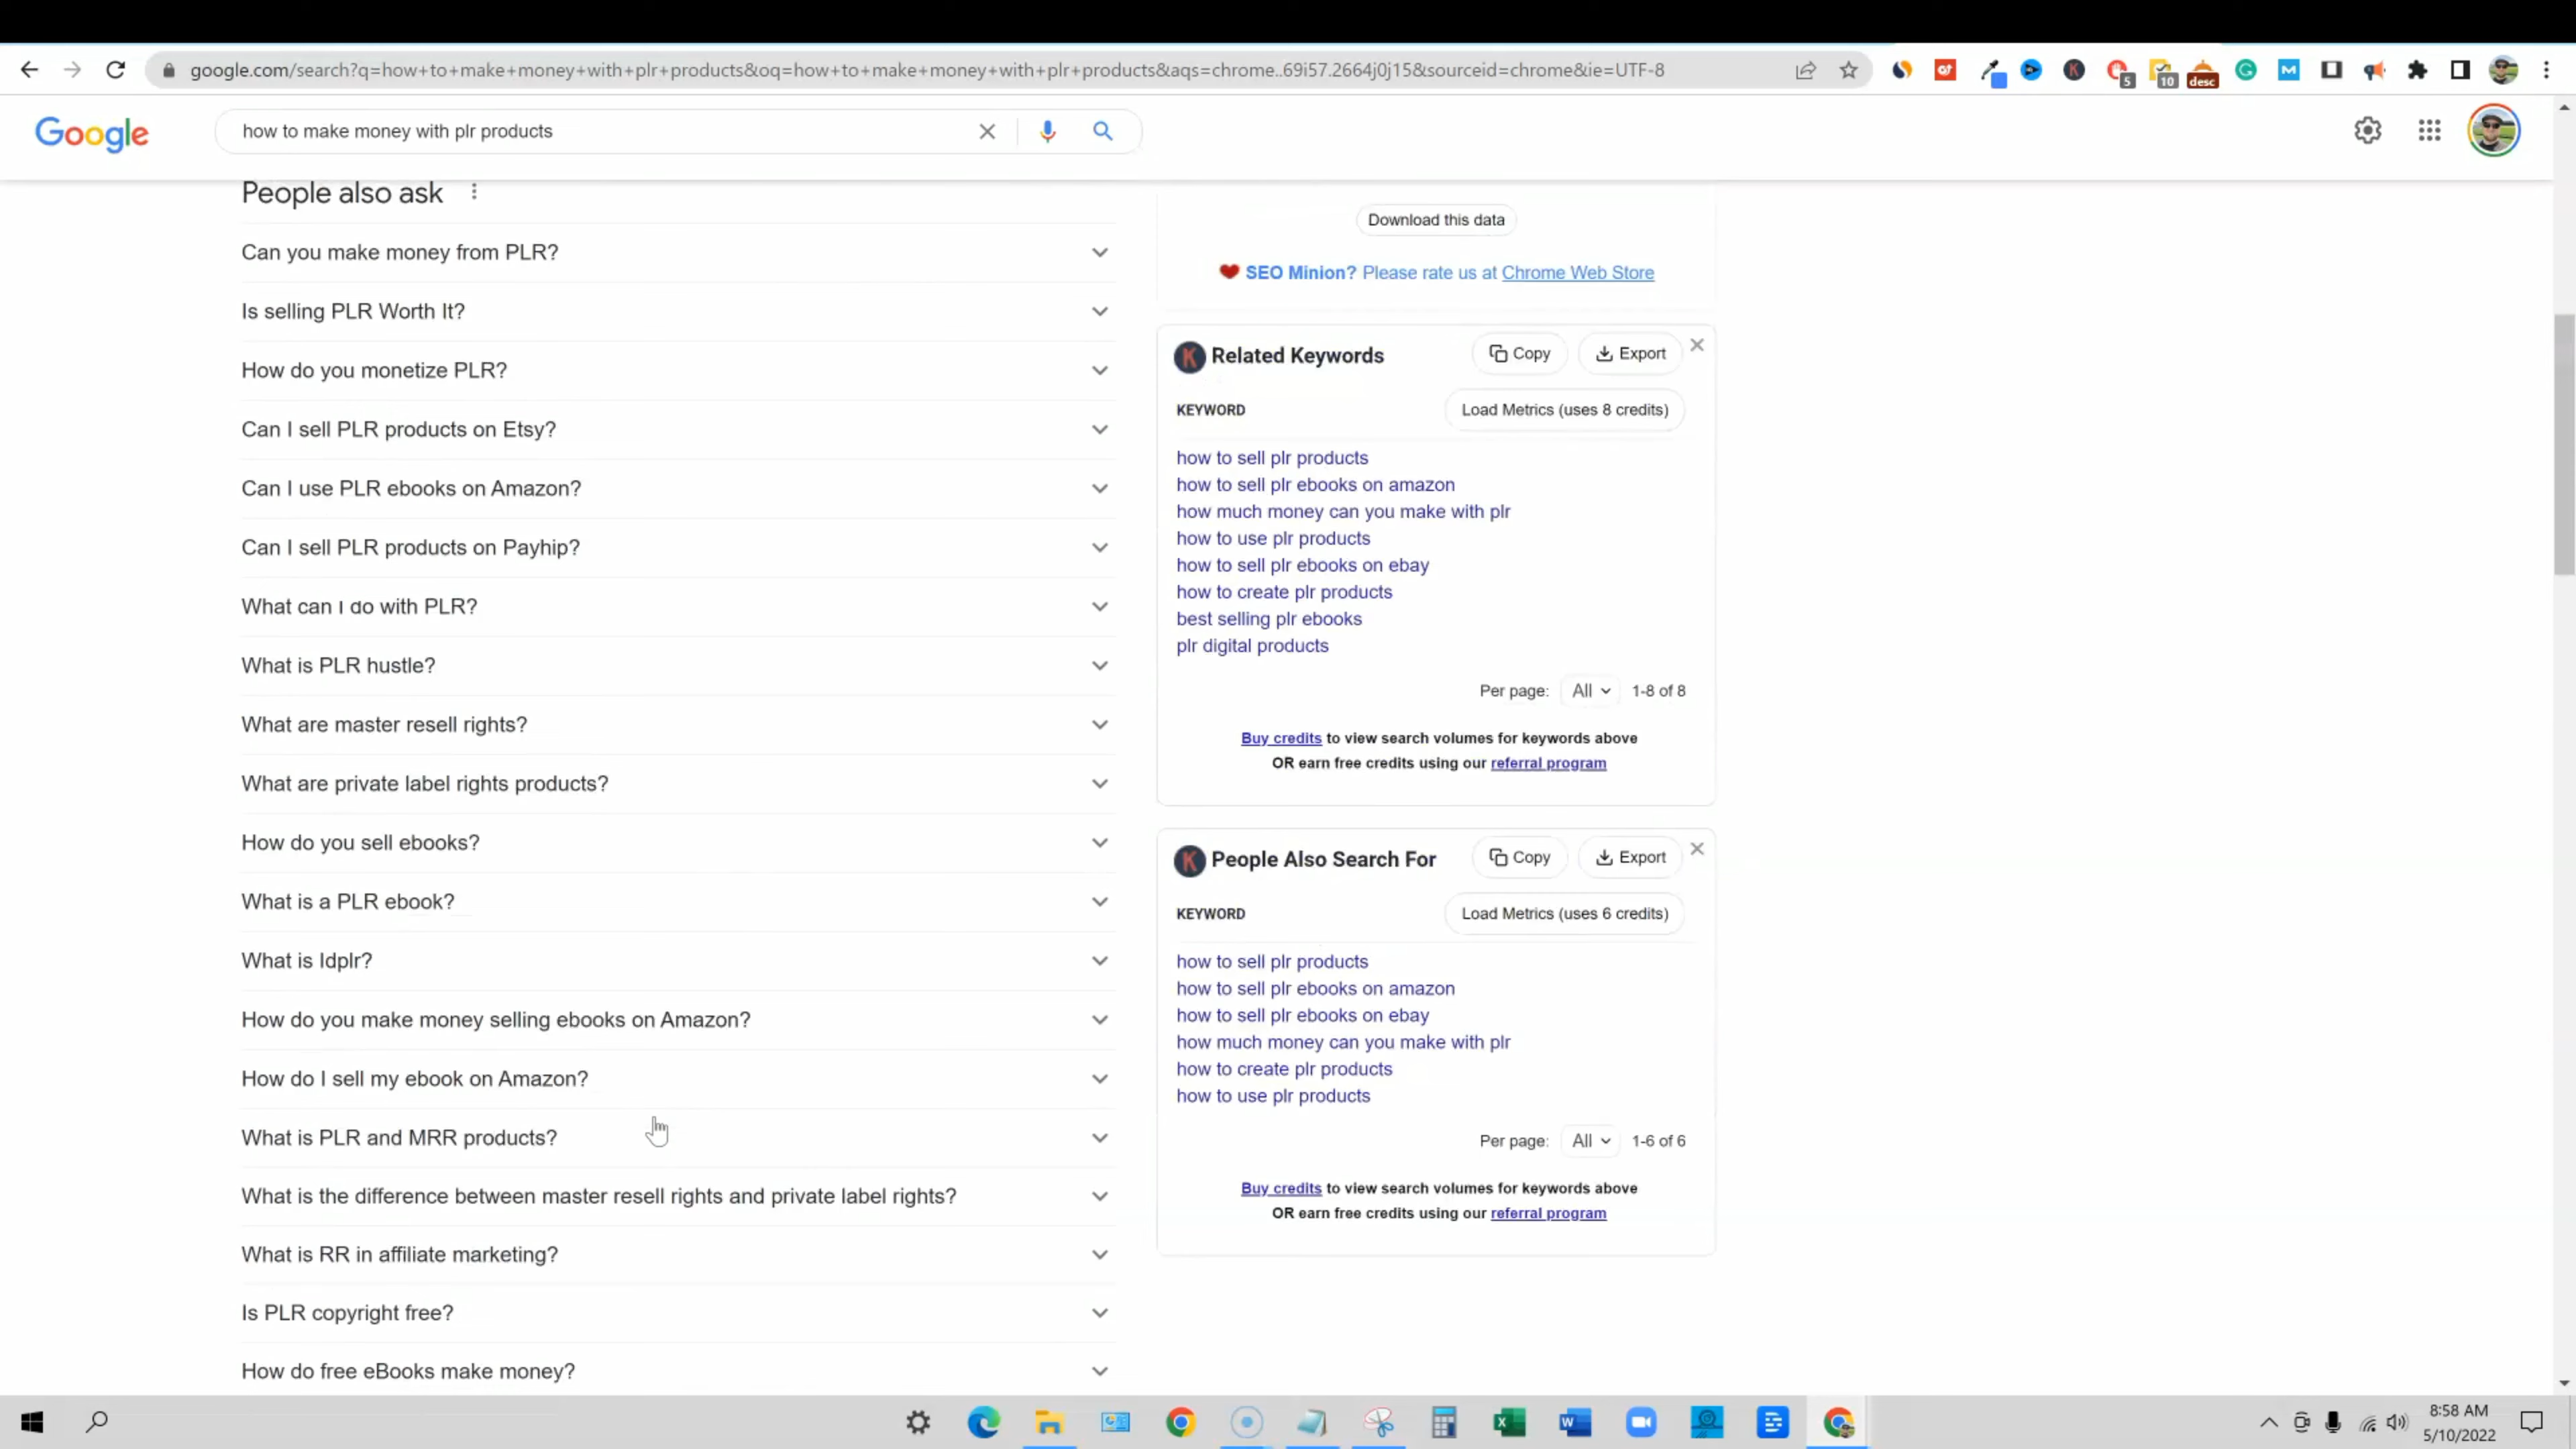 google.com/search?q=how+to+make+money+with+plr+products&oq=how+to+make+money+with+plr+products&aqs=chrome..69i57.2664j0j15&sourceid=chrome&ie=UTF-8
5
10
desc
Google
how to make money with plr products
People also ask
Can you make money from PLR?
Is selling PLR Worth It?
How do you monetize PLR?
Can I sell PLR products on Etsy?
Can I use PLR ebooks on Amazon?
Can I sell PLR products on Payhip?
What can I do with PLR?
What is PLR hustle?
What are master resell rights?
What are private label rights products?
How do you sell ebooks?
What is a PLR ebook?
What is Idplr?
How do you make money selling ebooks on Amazon?
How do I sell my ebook on Amazon?
What is PLR and MRR products?
What is the difference between master resell rights and private label rights?
What is RR in affiliate marketing?
Is PLR copyright free?
How do free eBooks make money?
Download this data
SEO Minion? Please rate us at Chrome Web Store
K Related Keywords
Copy
Export
KEYWORD
Load Metrics (uses 8 credits)
how to sell plr products
how to sell plr ebooks on amazon
how much money can you make with plr
how to use plr products
how to sell plr ebooks on ebay
how to create plr products
best selling plr ebooks
plr digital products
Per page: All 1-8 of 8
Buy credits to view search volumes for keywords above
OR earn free credits using our referral program
K People Also Search For
Copy
Export
KEYWORD
Load Metrics (uses 6 credits)
how to sell plr products
how to sell plr ebooks on amazon
how to sell plr ebooks on ebay
how much money can you make with plr
how to create plr products
how to use plr products
Per page: All 1-6 of 6
Buy credits to view search volumes for keywords above
OR earn free credits using our referral program
8:58 AM
5/10/2022